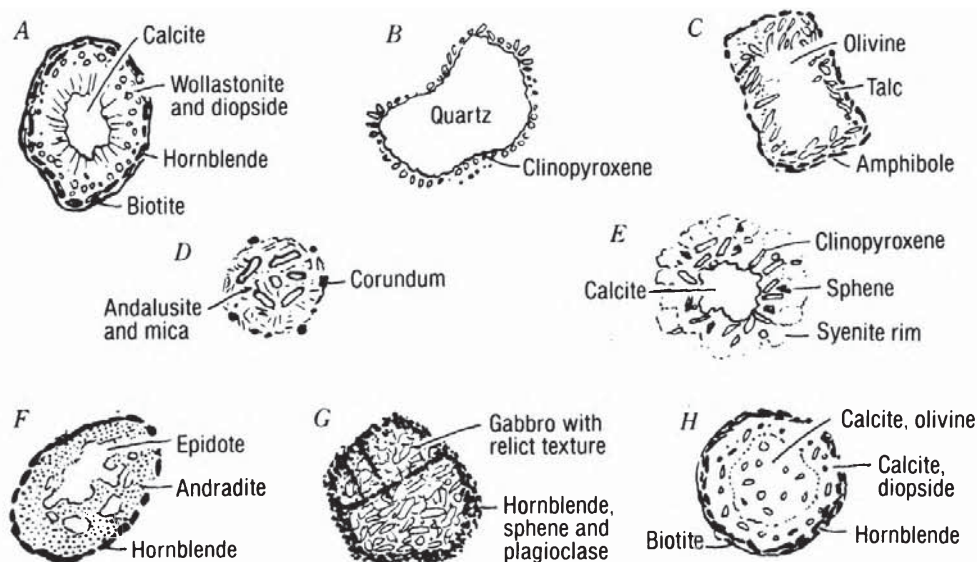 A
Calcite
Wollastonite
and diopside
Hornblende
Biotite
B
Quartz
Clinopyroxene
C
Olivine
Talc
Amphibole
D
Andalusite
and mica
Corundum
E
Clinopyroxene
Calcite
Sphene
Syenite rim
F
Epidote
Andradite
Hornblende
G
Gabbro with
relict texture
Hornblende,
sphene and
plagioclase
H
Calcite, olivine
Calcite,
diopside
Hornblende
Biotite